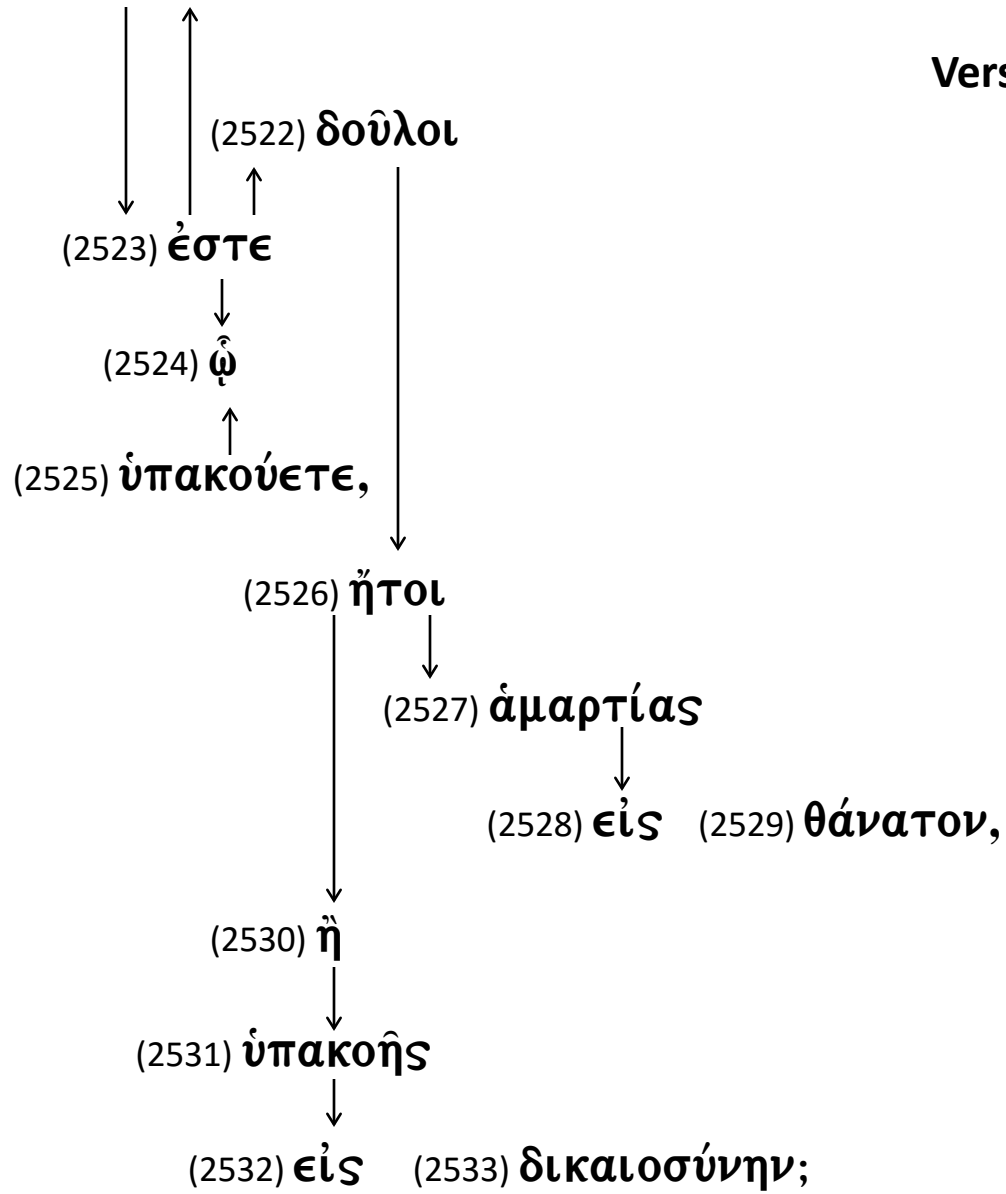 Vers
(2522) δοῦλοι
(2523) ἐστε
(2524) ᾧ
(2525) ὑπακούετε,
(2526) ἤτοι
(2527) ἁμαρτίας
(2528) εἰς (2529) θάνατον,
(2530) ἢ
(2531) ὑπακοῆς
(2532) εἰς (2533) δικαιοσύνην;